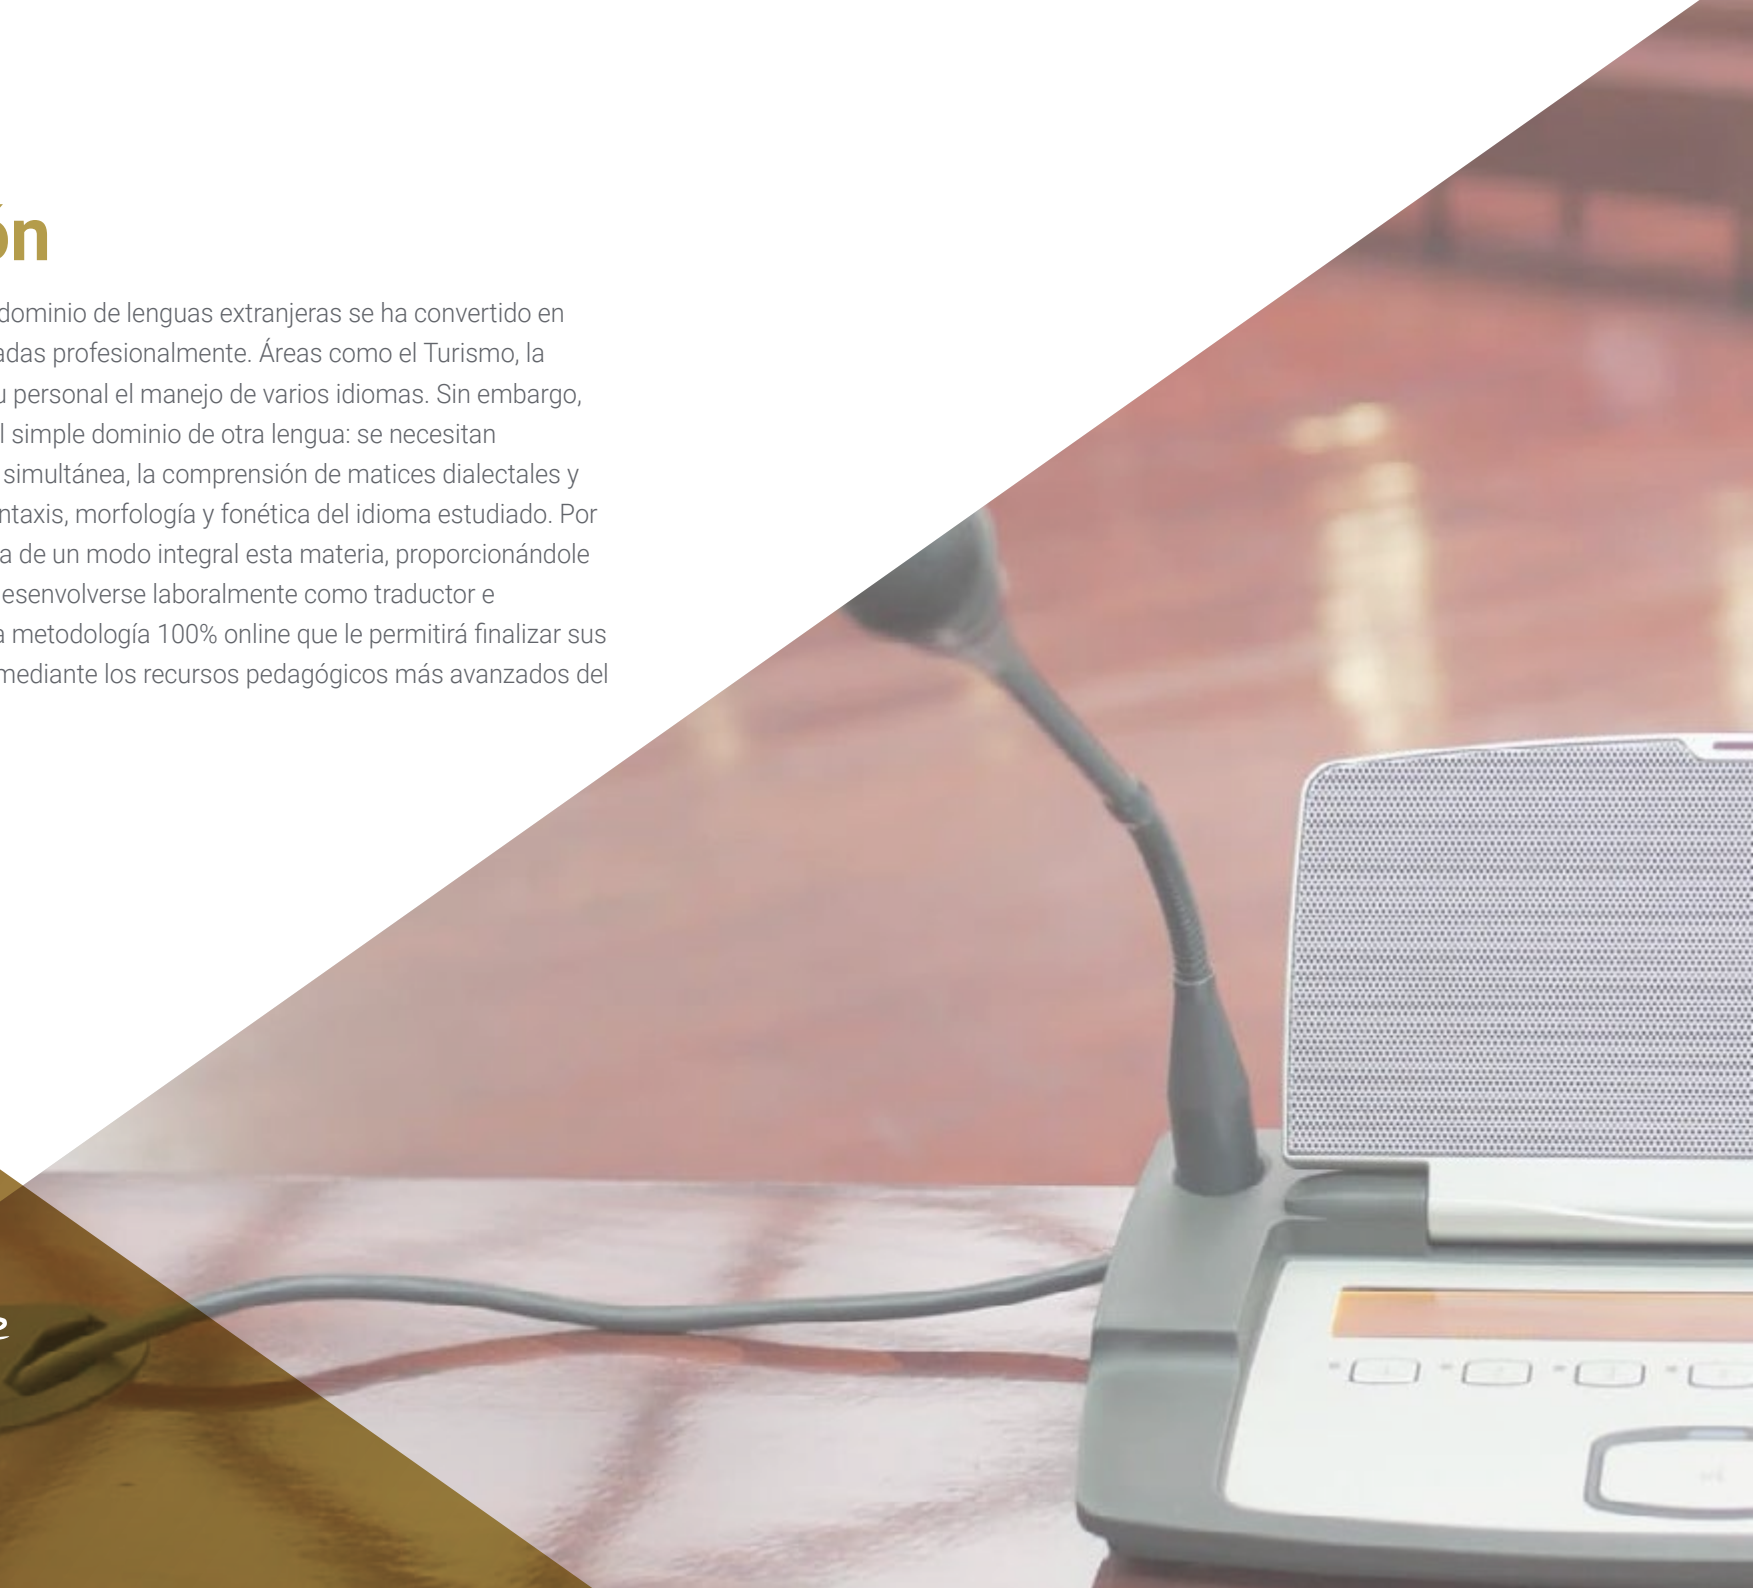 ón
dominio de lenguas extranjeras se ha convertido en
adas profesionalmente. Áreas como el Turismo, la
u personal el manejo de varios idiomas. Sin embargo,
l simple dominio de otra lengua: se necesitan
simultánea, la comprensión de matices dialectales y
ntaxis, morfología y fonética del idioma estudiado. Por
a de un modo integral esta materia, proporcionándole
esenvolverse laboralmente como traductor e
a metodología 100% online que le permitirá finalizar sus
mediante los recursos pedagógicos más avanzados del
e